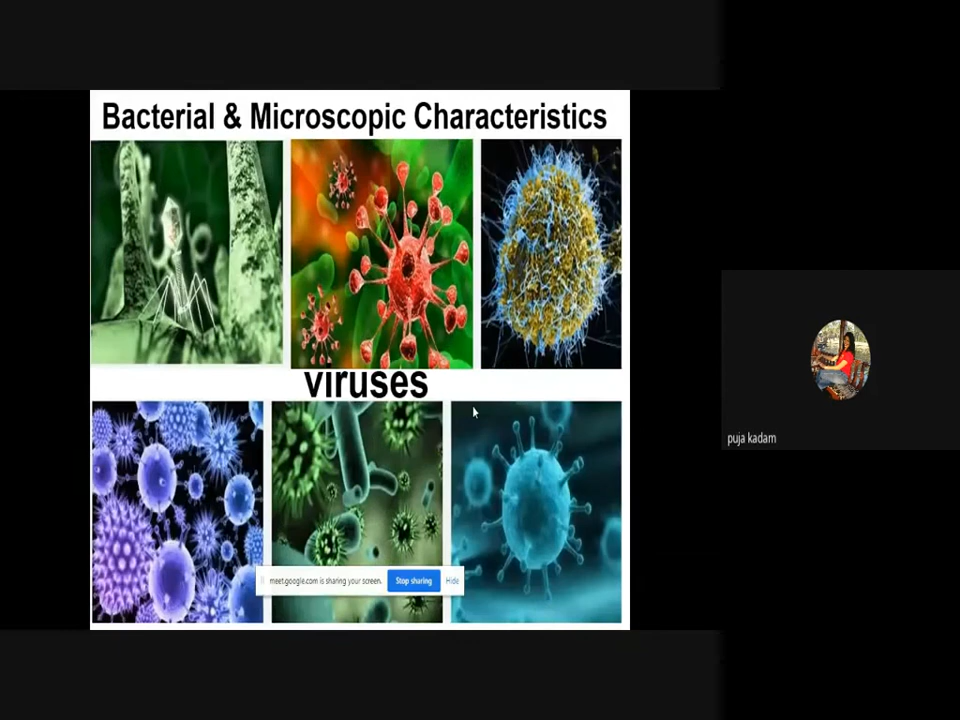 Bacterial & Microscopic Characteristics
viruses
puja kadam
meet.google.com is sharing your screen. Stop sharing Hide